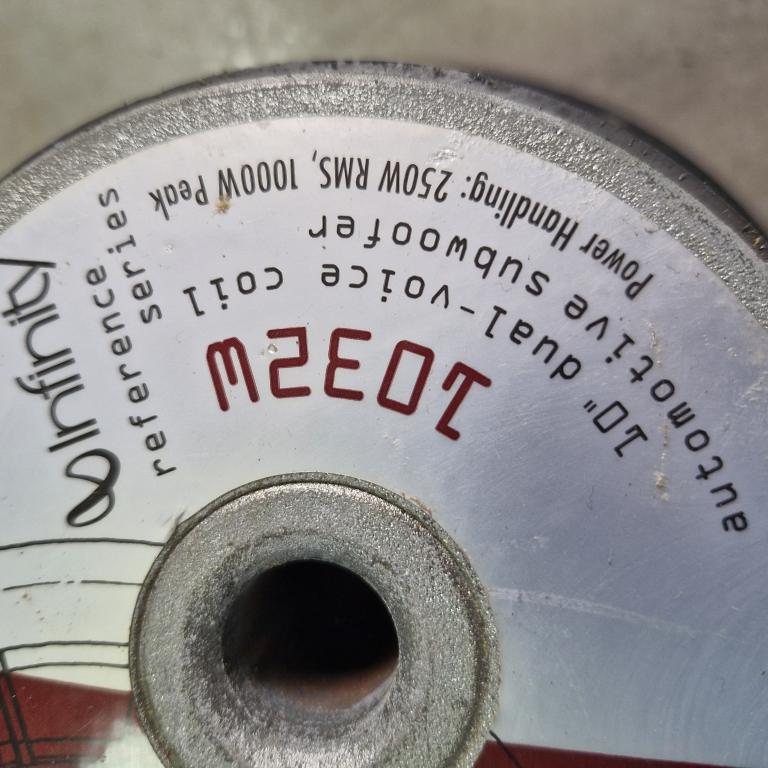 Infinity
reference
series
1032W
10" dual-voice coil
automotive subwoofer
Power Handling: 250W RMS, 1000W Peak